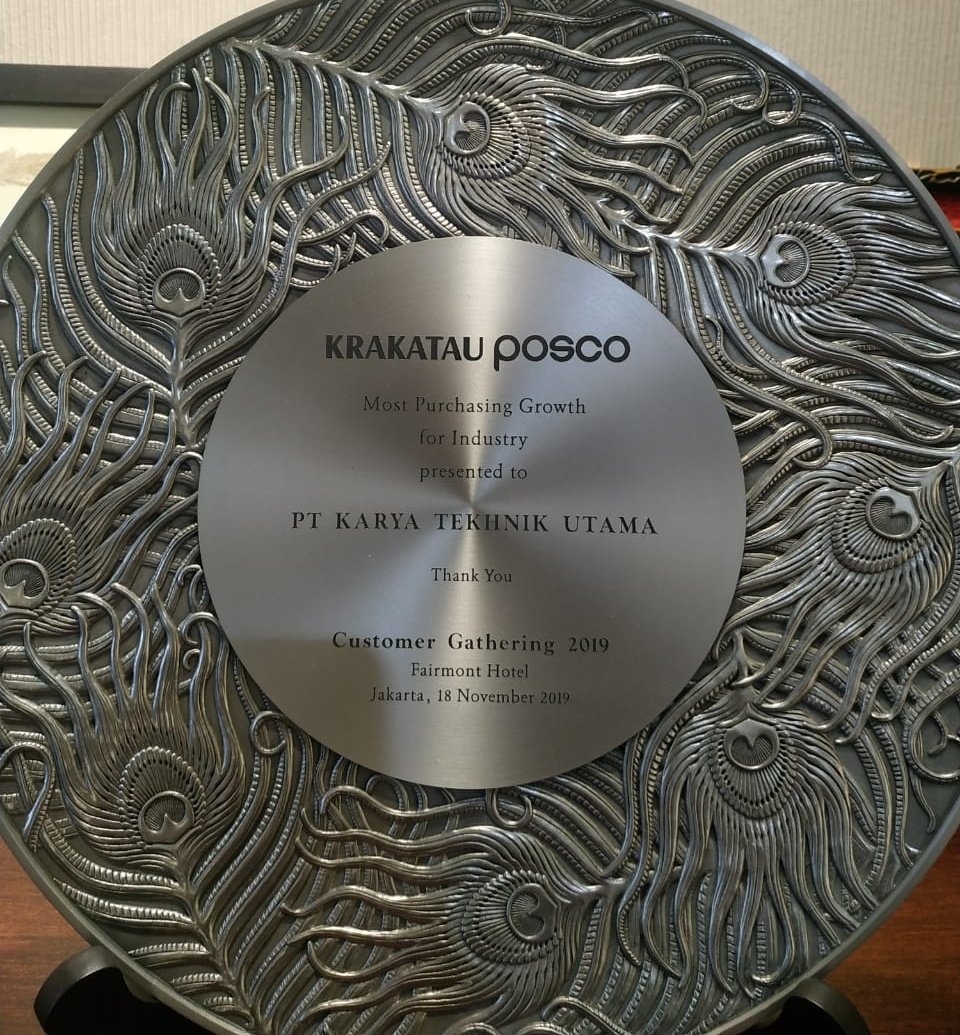 KRAKATAU POSCO
Most Purchasing Growth
for Industry
presented to
PT KARYA TEKHNIK UTAMA
Thank You
Customer Gathering 2019
Fairmont Hotel
Jakarta, 18 November 2019